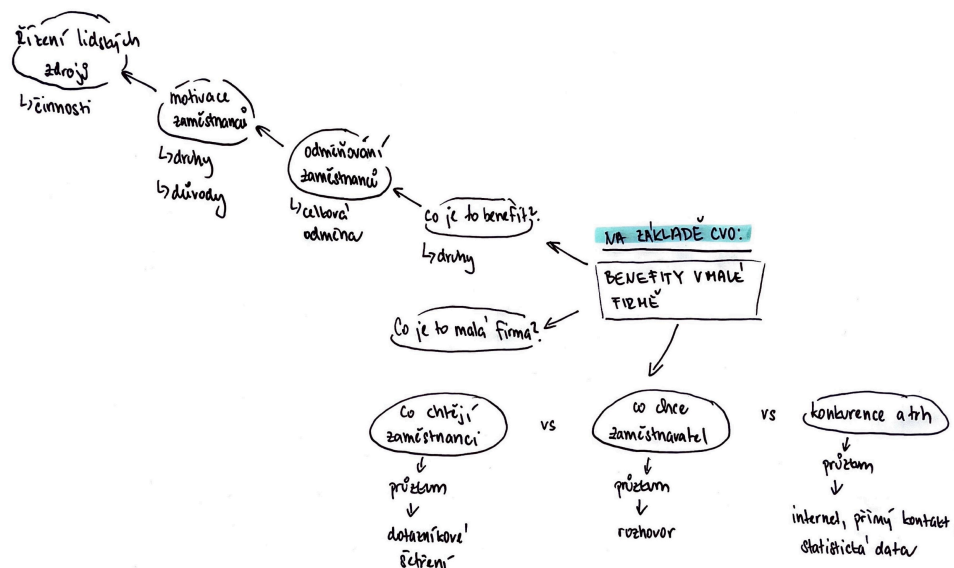 Řízení lidských
zdrojů
↳ činnosti
motivace
zaměstnanců
↳ druhy
↳ důvody
odměňování
zaměstnanců
↳ celková
odměna
Co je to benefit?
↳ druhy
NA ZÁKLADĚ CVO:
BENEFITY V MALÉ
FIRMĚ
Co je to malá firma?
Co chtějí
zaměstnanci
vs
co chce
zaměstnavatel
vs
konkurence a trh
průzkum
dotazníkové
šetření
průzkum
rozhovor
průzkum
internet, přímý kontakt
statistická data